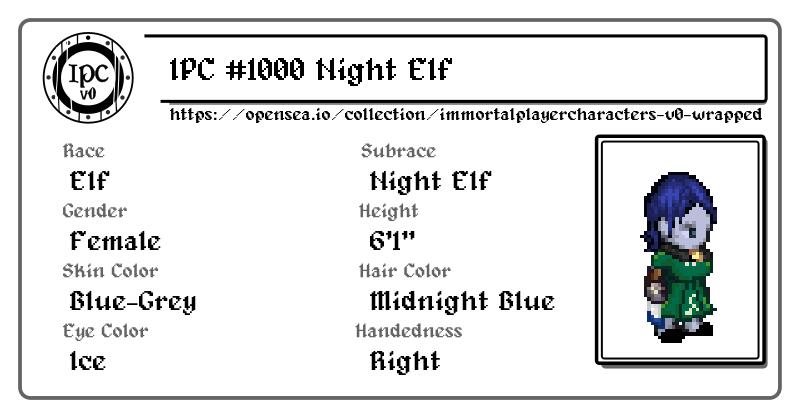 IPC
v0
IPC #1000 Night Elf
https://opensea.io/collection/immortalplayercharacters-v0-wrapped
Race
Elf
Subrace
Night Elf
Gender
Female
Height
6'1"
Skin Color
Blue-Grey
Hair Color
Midnight Blue
Eye Color
Ice
Handedness
Right